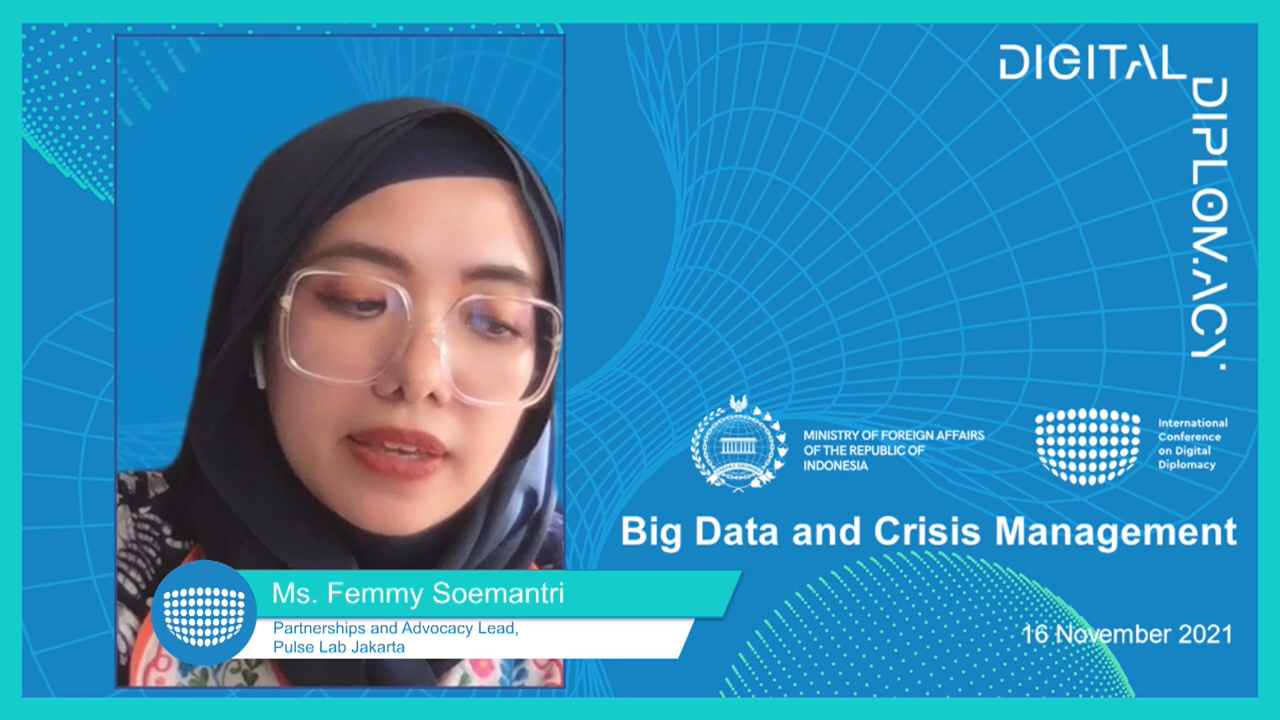 DIGITAL
DIPLOMACY.
MINISTRY OF FOREIGN AFFAIRS
OF THE REPUBLIC OF
INDONESIA
International
Conference
on Digital
Diplomacy
Big Data and Crisis Management
Ms. Femmy Soemantri
Partnerships and Advocacy Lead,
Pulse Lab Jakarta
16 November 2021